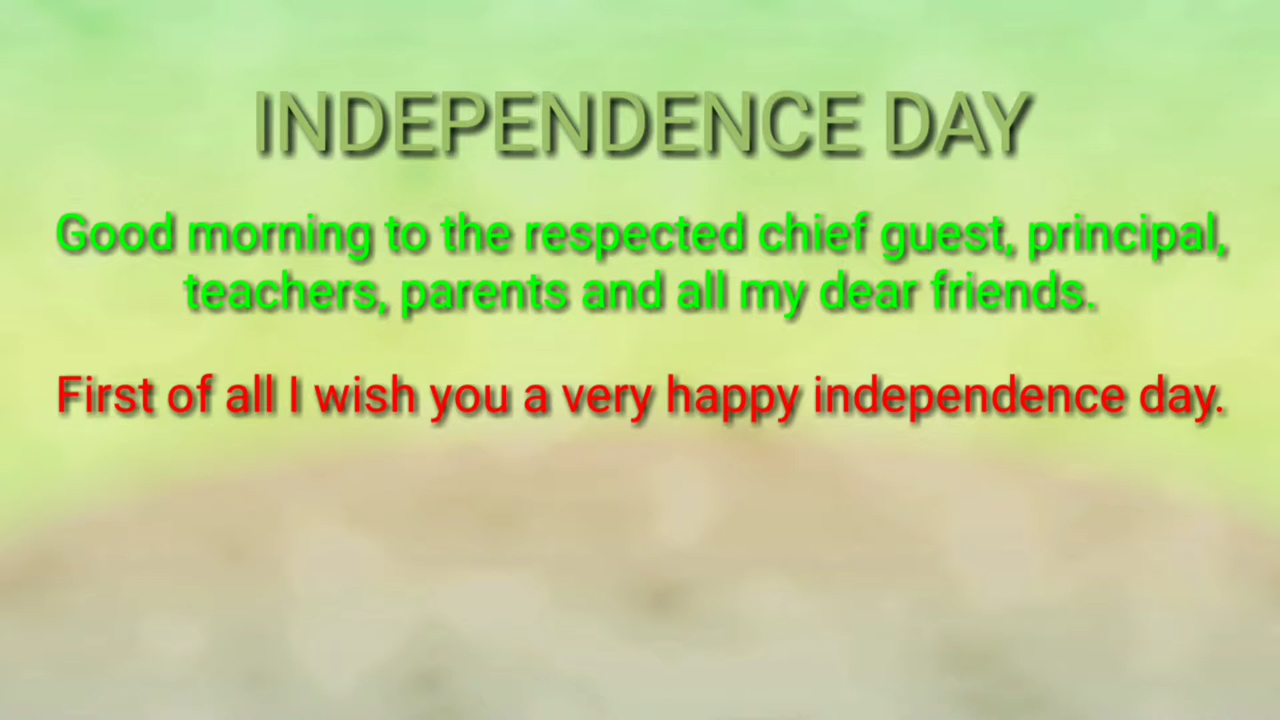 INDEPENDENCE DAY
Good morning to the respected chief guest, principal,
teachers, parents and all my dear friends.
First of all I wish you a very happy independence day.